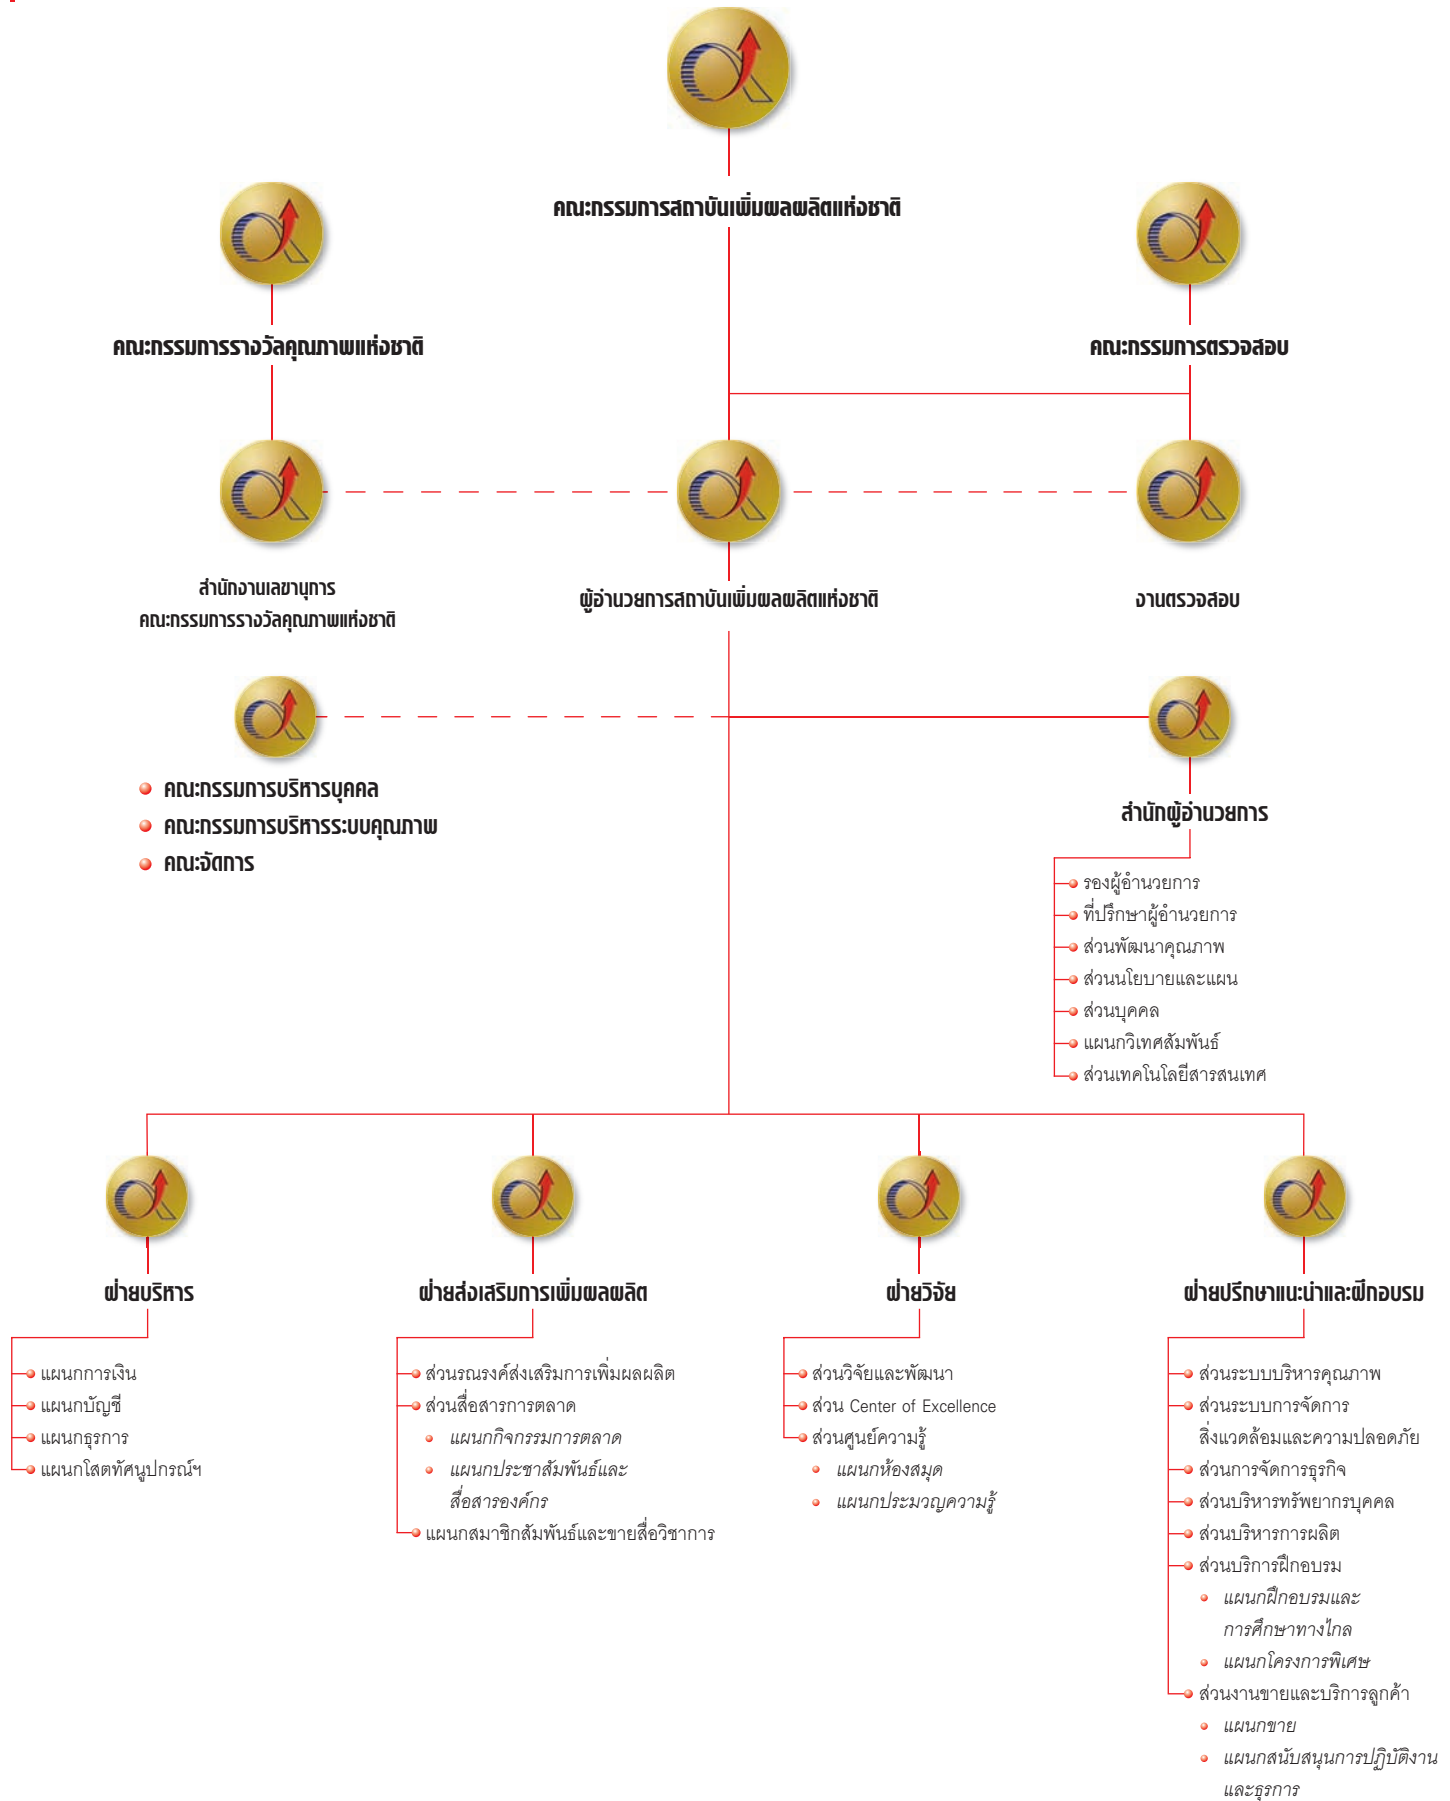 คณะกรรมการสถาบันเพิ่มผลผลิตแห่งชาติ
คณะกรรมการรางวัลคุณภาพแห่งชาติ
คณะกรรมการตรวจสอบ
สำนักงานเลขานุการ
คณะกรรมการรางวัลคุณภาพแห่งชาติ
ผู้อำนวยการสถาบันเพิ่มผลผลิตแห่งชาติ
งานตรวจสอบ
คณะกรรมการบริหารบุคคล
คณะกรรมการบริหารระบบคุณภาพ
คณะจัดการ
สำนักผู้อำนวยการ
รองผู้อำนวยการ
ที่ปรึกษาผู้อำนวยการ
ส่วนพัฒนาคุณภาพ
ส่วนนโยบายและแผน
ส่วนบุคคล
แผนกวิเทศสัมพันธ์
ส่วนเทคโนโลยีสารสนเทศ
ฝ่ายบริหาร
แผนกการเงิน
แผนกบัญชี
แผนกธุรการ
แผนกโสตทัศนูปกรณ์ฯ
ฝ่ายส่งเสริมการเพิ่มผลผลิต
ส่วนรณรงค์ส่งเสริมการเพิ่มผลผลิต
ส่วนสื่อสารการตลาด
แผนกกิจกรรมการตลาด
แผนกประชาสัมพันธ์และ
สื่อสารองค์กร
แผนกสมาชิกสัมพันธ์และขายสื่อวิชาการ
ฝ่ายวิจัย
ส่วนวิจัยและพัฒนา
ส่วน Center of Excellence
ส่วนศูนย์ความรู้
แผนกห้องสมุด
แผนกประมวญความรู้
ฝ่ายปรึกษาแนะนำและฝึกอบรม
ส่วนระบบบริหารคุณภาพ
ส่วนระบบการจัดการ
สิ่งแวดล้อมและความปลอดภัย
ส่วนการจัดการธุรกิจ
ส่วนบริหารทรัพยากรบุคคล
ส่วนบริหารการผลิต
ส่วนบริการฝึกอบรม
แผนกฝึกอบรมและ
การศึกษาทางไกล
แผนกโครงการพิเศษ
ส่วนงานขายและบริการลูกค้า
แผนกขาย
แผนกสนับสนุนการปฏิบัติงาน
และธุรการ